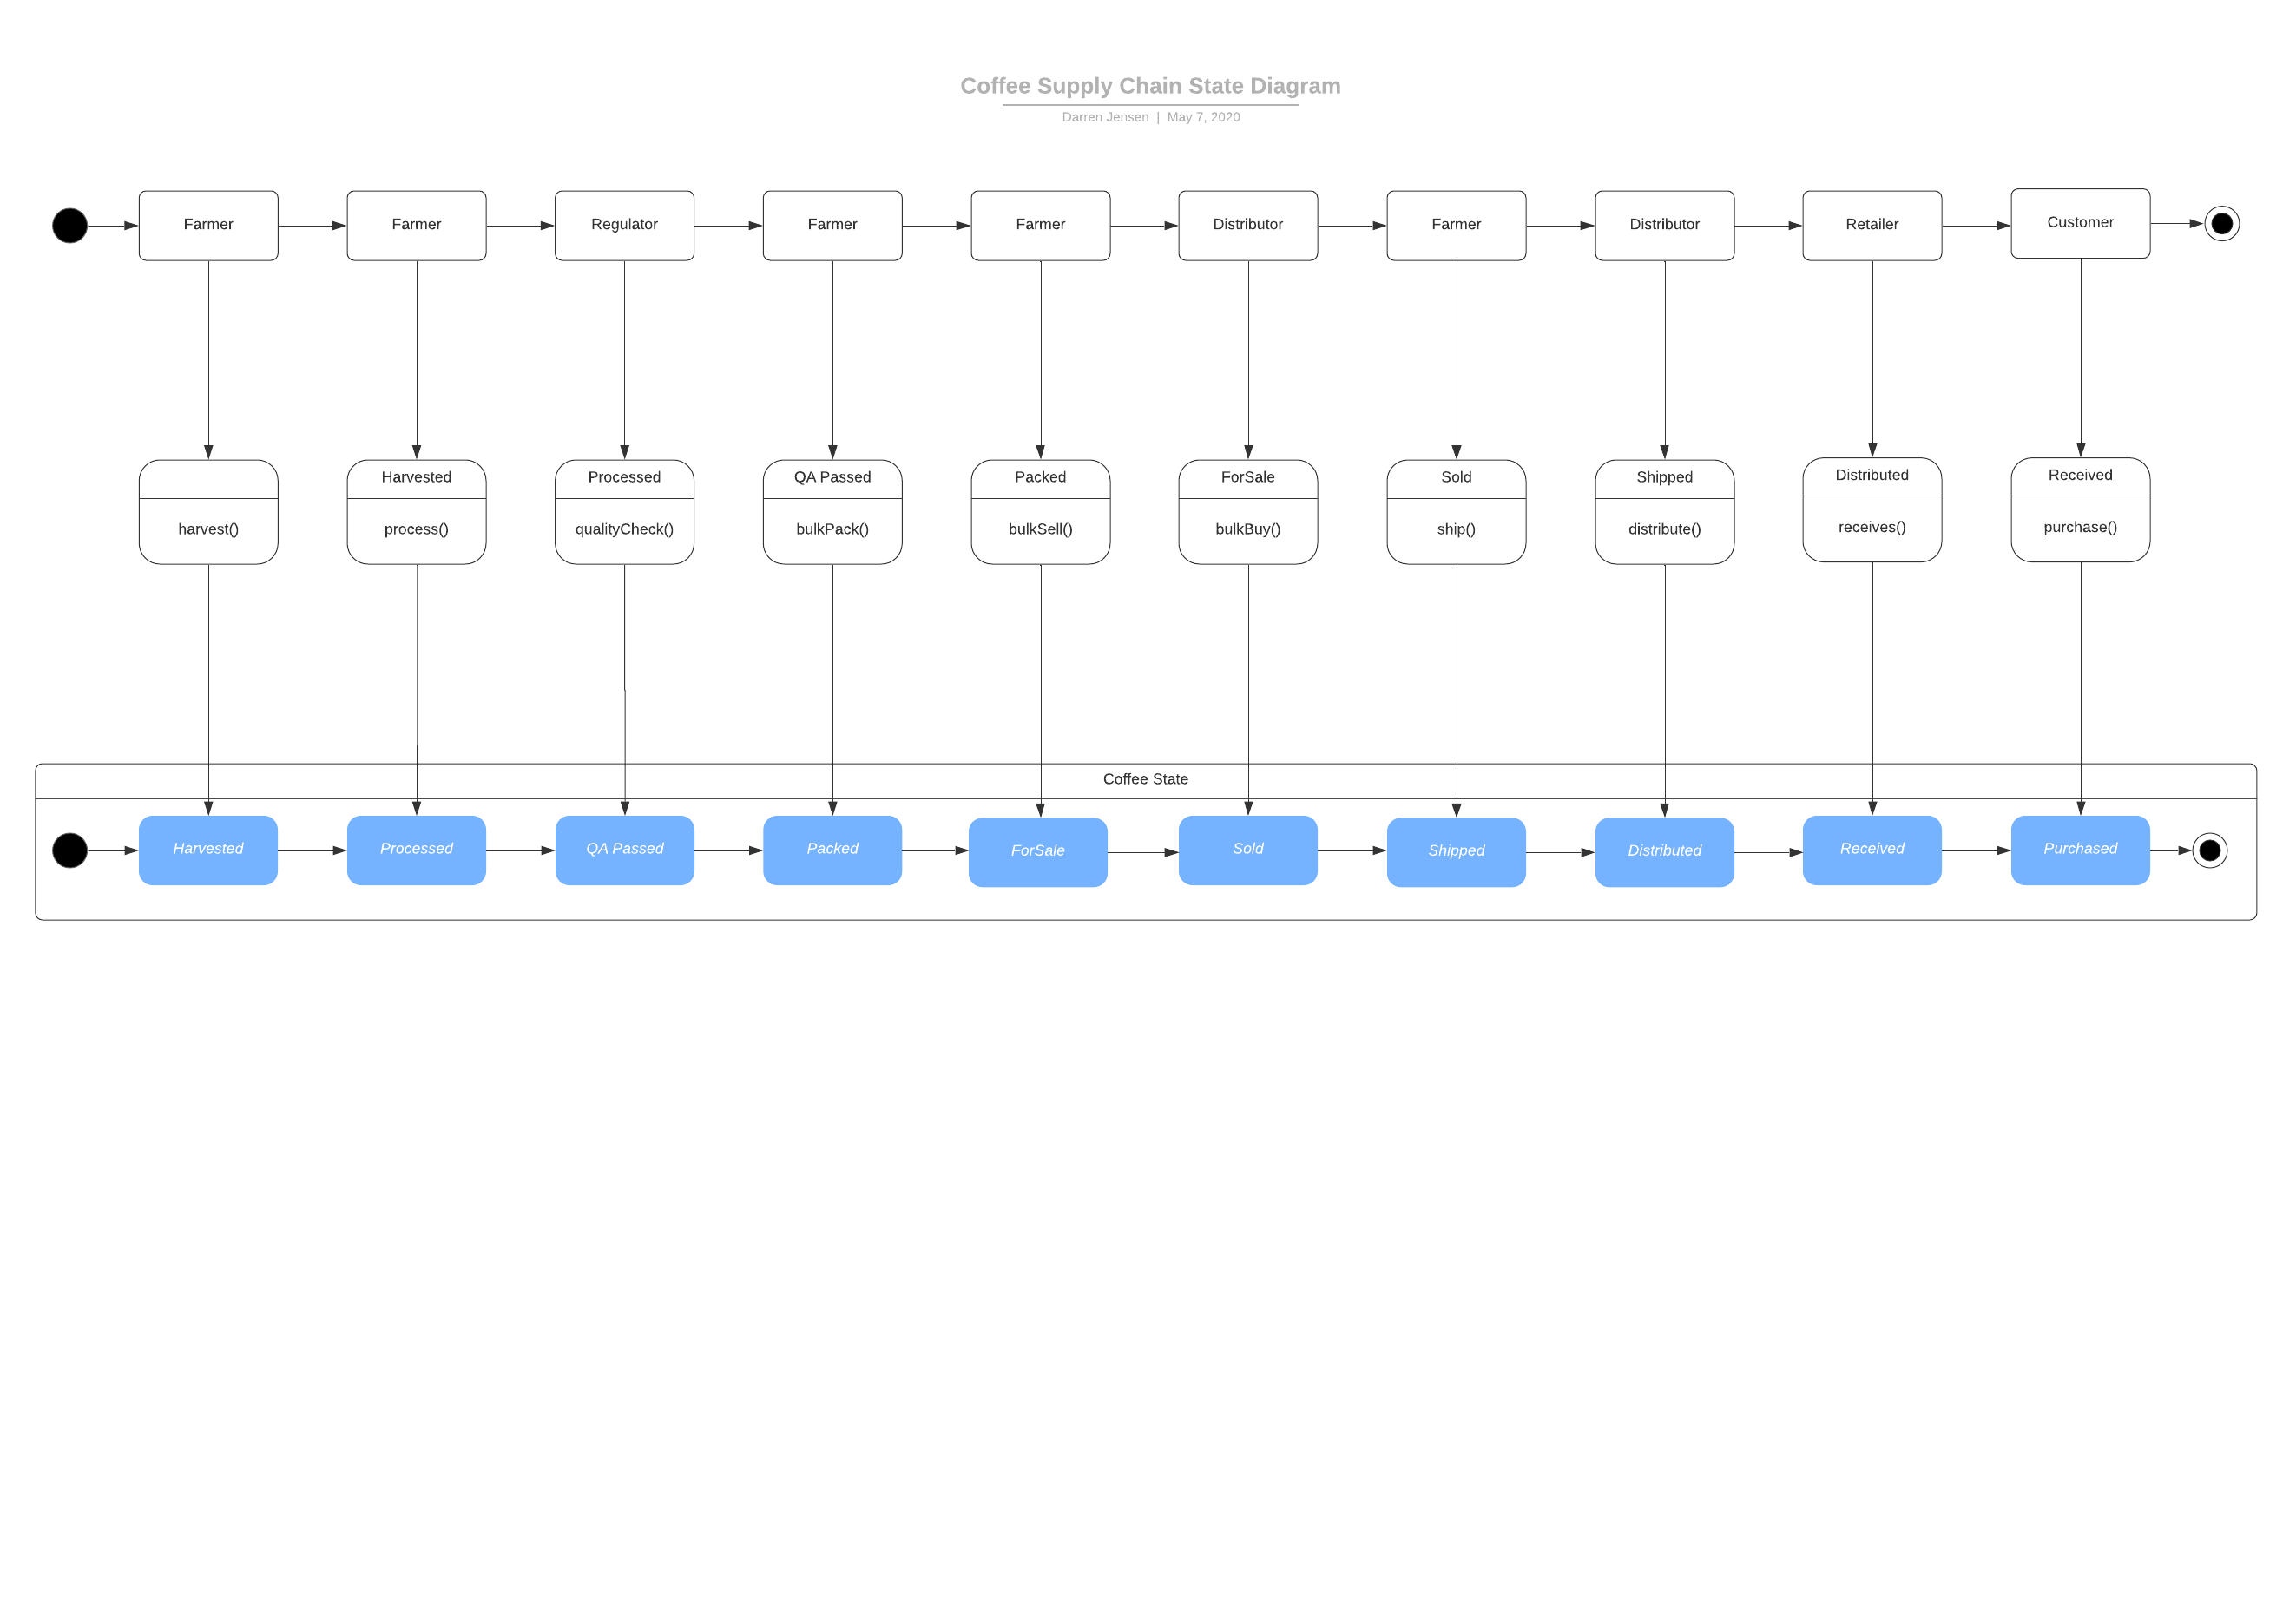 Coffee Supply Chain State Diagram
Darren Jensen | May 7, 2020
Farmer
Farmer
Regulator
Farmer
Farmer
Distributor
Farmer
Distributor
Retailer
Customer
harvest()
Harvested
process()
Processed
qualityCheck()
QA Passed
bulkPack()
Packed
bulkSell()
ForSale
bulkBuy()
Sold
ship()
Shipped
distribute()
Distributed
receives()
Received
purchase()
Coffee State
Harvested
Processed
QA Passed
Packed
ForSale
Sold
Shipped
Distributed
Received
Purchased